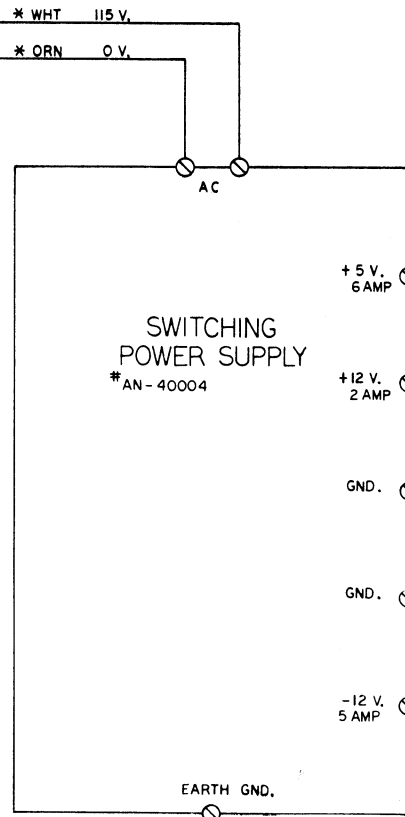 * WHT 115 V.
* ORN 0 V.
AC
+5 V.
6 AMP
SWITCHING
POWER SUPPLY
#AN-40004
+12 V.
2 AMP
GND.
GND.
-12 V.
5 AMP
EARTH GND.